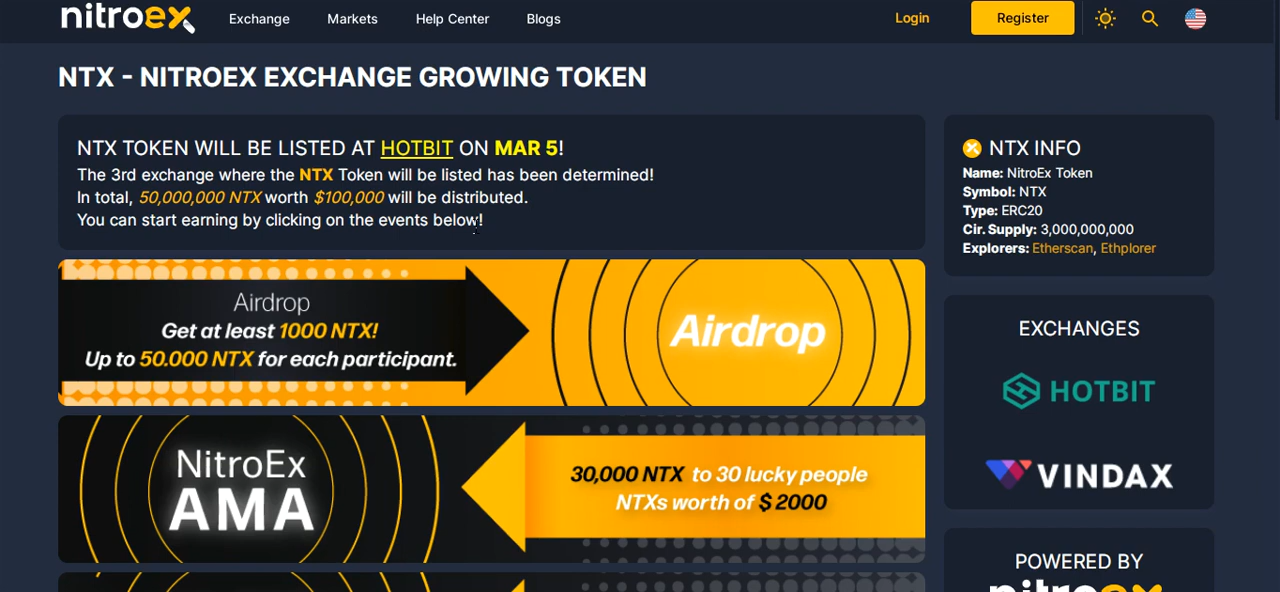 nitroex
Exchange
Markets
Help Center
Blogs
Login
Register
NTX - NITROEX EXCHANGE GROWING TOKEN
NTX TOKEN WILL BE LISTED AT HOTBIT ON MAR 5!
The 3rd exchange where the NTX Token will be listed has been determined!
In total, 50,000,000 NTX worth $100,000 will be distributed.
You can start earning by clicking on the events below!
Airdrop
Get at least 1000 NTX!
Up to 50.000 NTX for each participant.
Airdrop
NitroEx
AMA
30,000 NTX to 30 lucky people
NTXs worth of $ 2000
NTX INFO
Name: NitroEx Token
Symbol: NTX
Type: ERC20
Cir. Supply: 3,000,000,000
Explorers: Etherscan, Ethplorer
EXCHANGES
HOTBIT
VINDAX
POWERED BY
nitroex